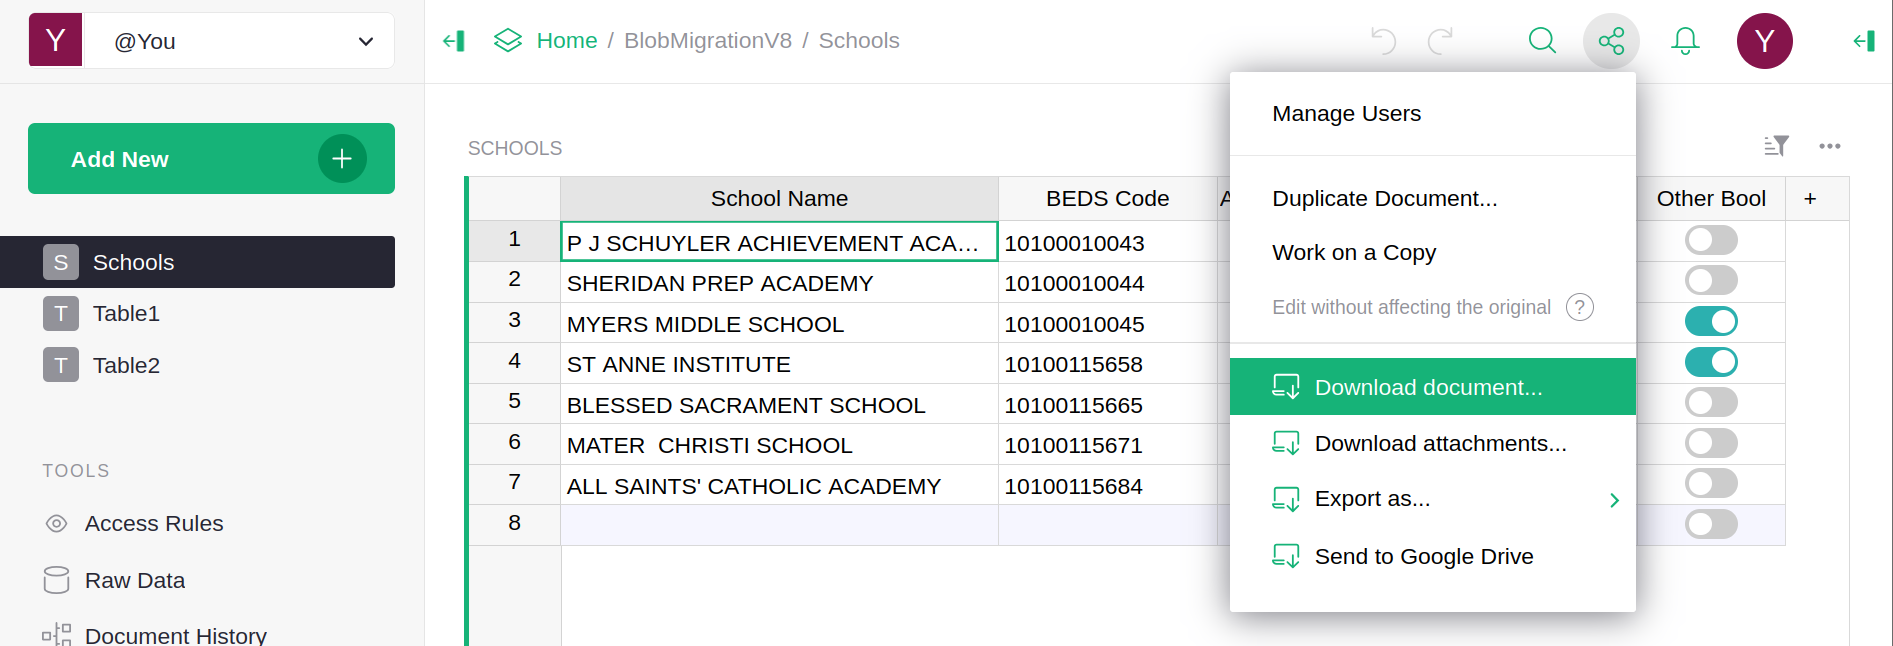 Y @You
Home / BlobMigrationV8 / Schools
Y
Add New +
S Schools
T Table1
T Table2
TOOLS
Access Rules
Raw Data
Document History
SCHOOLS
School Name BEDS Code A Other Bool +
1 P J SCHUYLER ACHIEVEMENT ACA… 10100010043
2 SHERIDAN PREP ACADEMY 10100010044
3 MYERS MIDDLE SCHOOL 10100010045
4 ST ANNE INSTITUTE 10100115658
5 BLESSED SACRAMENT SCHOOL 10100115665
6 MATER  CHRISTI SCHOOL 10100115671
7 ALL SAINTS' CATHOLIC ACADEMY 10100115684
8
Manage Users
Duplicate Document...
Work on a Copy
Edit without affecting the original ?
Download document...
Download attachments...
Export as...
Send to Google Drive